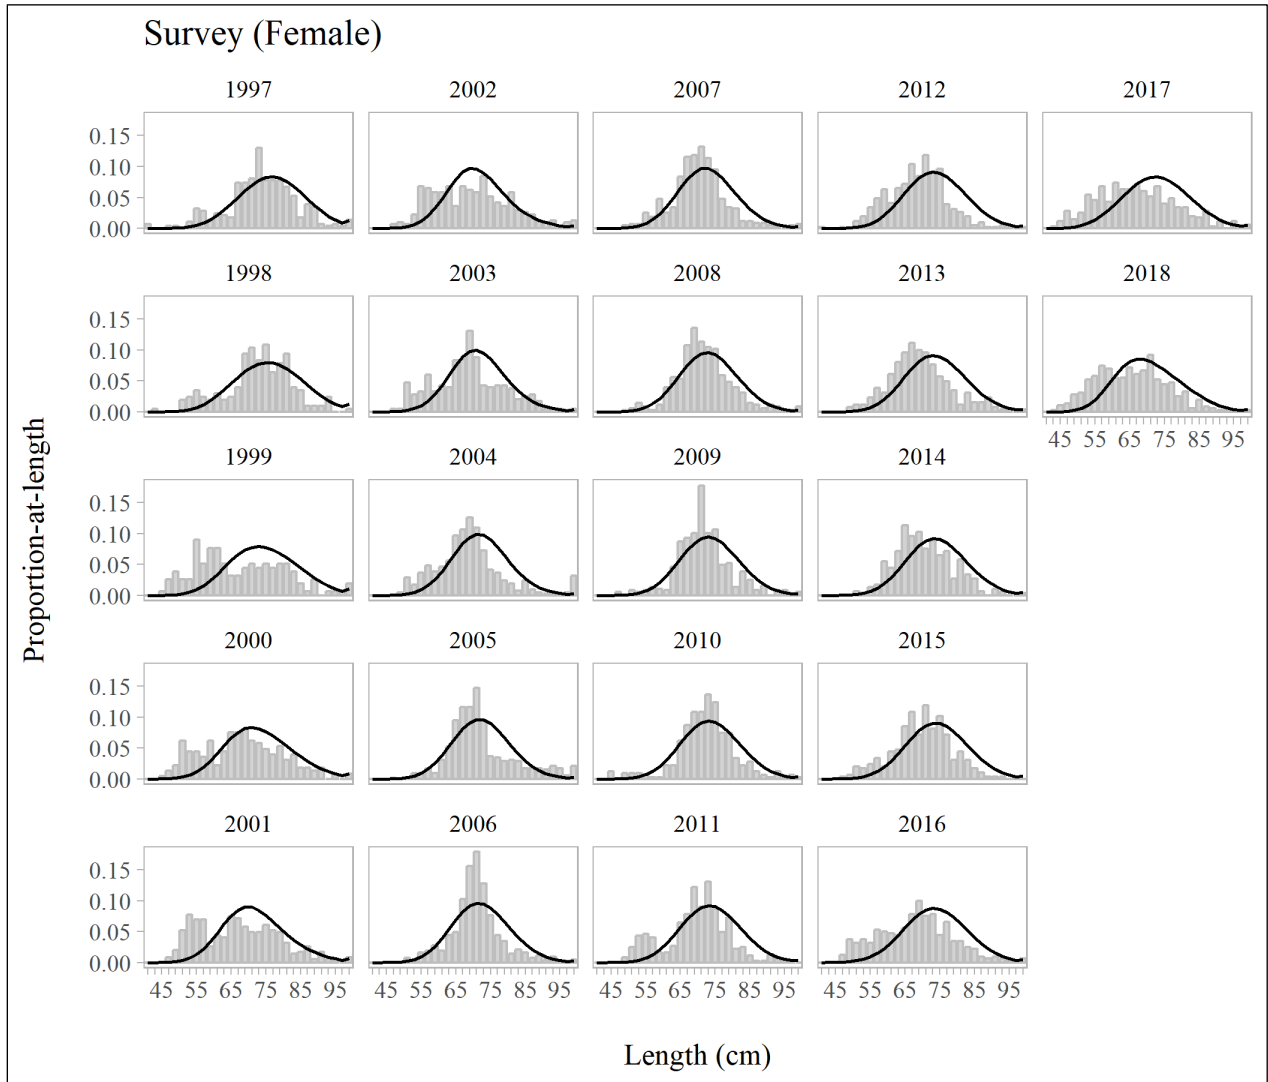 Survey (Female)
1997 2002 2007 2012 2017
0.15
0.10
0.05
0.00
1998 2003 2008 2013 2018
0.15
0.10
0.05
0.00
45 55 65 75 85 95
1999 2004 2009 2014
0.15
0.10
0.05
0.00
2000 2005 2010 2015
0.15
0.10
0.05
0.00
2001 2006 2011 2016
0.15
0.10
0.05
0.00
45 55 65 75 85 95 45 55 65 75 85 95 45 55 65 75 85 95 45 55 65 75 85 95
Proportion-at-length
Length (cm)